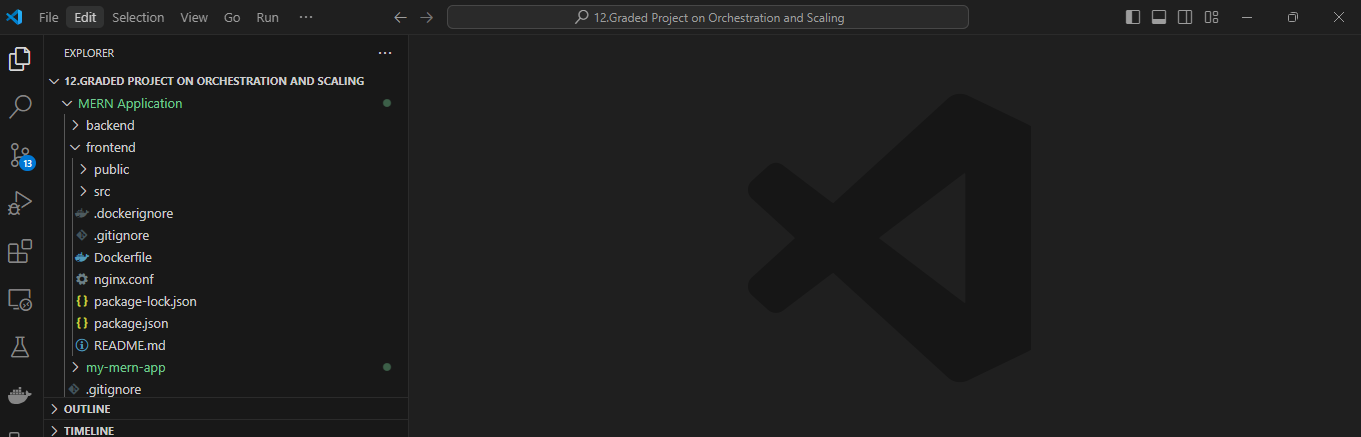 File Edit Selection View Go Run ···
12.Graded Project on Orchestration and Scaling
EXPLORER
12.GRADED PROJECT ON ORCHESTRATION AND SCALING
MERN Application
backend
frontend
public
src
.dockerignore
.gitignore
Dockerfile
nginx.conf
package-lock.json
package.json
README.md
my-mern-app
.gitignore
OUTLINE
TIMELINE
13